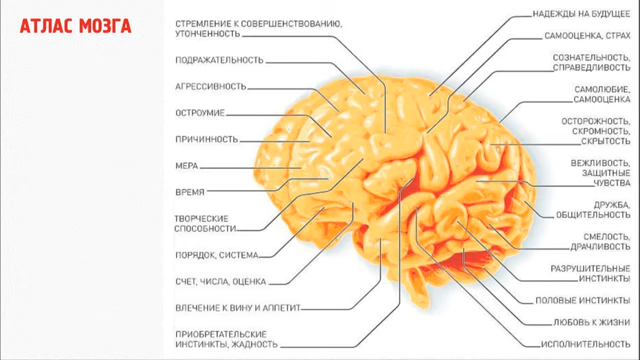 АТЛАС МОЗГА
СТРЕМЛЕНИЕ К СОВЕРШЕНСТВОВАНИЮ,
УТОНЧЕННОСТЬ
ПОДРАЖАТЕЛЬНОСТЬ
АГРЕССИВНОСТЬ
ОСТРОУМИЕ
ПРИЧИННОСТЬ
МЕРА
ВРЕМЯ
ТВОРЧЕСКИЕ
СПОСОБНОСТИ
ПОРЯДОК, СИСТЕМА
СЧЕТ, ЧИСЛА, ОЦЕНКА
ВЛЕЧЕНИЕ К ВИНУ И АППЕТИТ
ПРИОБРЕТАТЕЛЬСКИЕ
ИНСТИНКТЫ, ЖАДНОСТЬ
НАДЕЖДЫ НА БУДУЩЕЕ
САМООЦЕНКА, СТРАХ
СОЗНАТЕЛЬНОСТЬ,
СПРАВЕДЛИВОСТЬ
САМОЛЮБИЕ,
САМООЦЕНКА
ОСТОРОЖНОСТЬ,
СКРОМНОСТЬ,
СКРЫТОСТЬ
ВЕЖЛИВОСТЬ,
ЗАЩИТНЫЕ
ЧУВСТВА
ДРУЖБА,
ОБЩИТЕЛЬНОСТЬ
СМЕЛОСТЬ,
ДРАЧЛИВОСТЬ
РАЗРУШИТЕЛЬНЫЕ
ИНСТИНКТЫ
ПОЛОВЫЕ ИНСТИНКТЫ
ЛЮБОВЬ К ЖИЗНИ
ИСПОЛНИТЕЛЬНОСТЬ